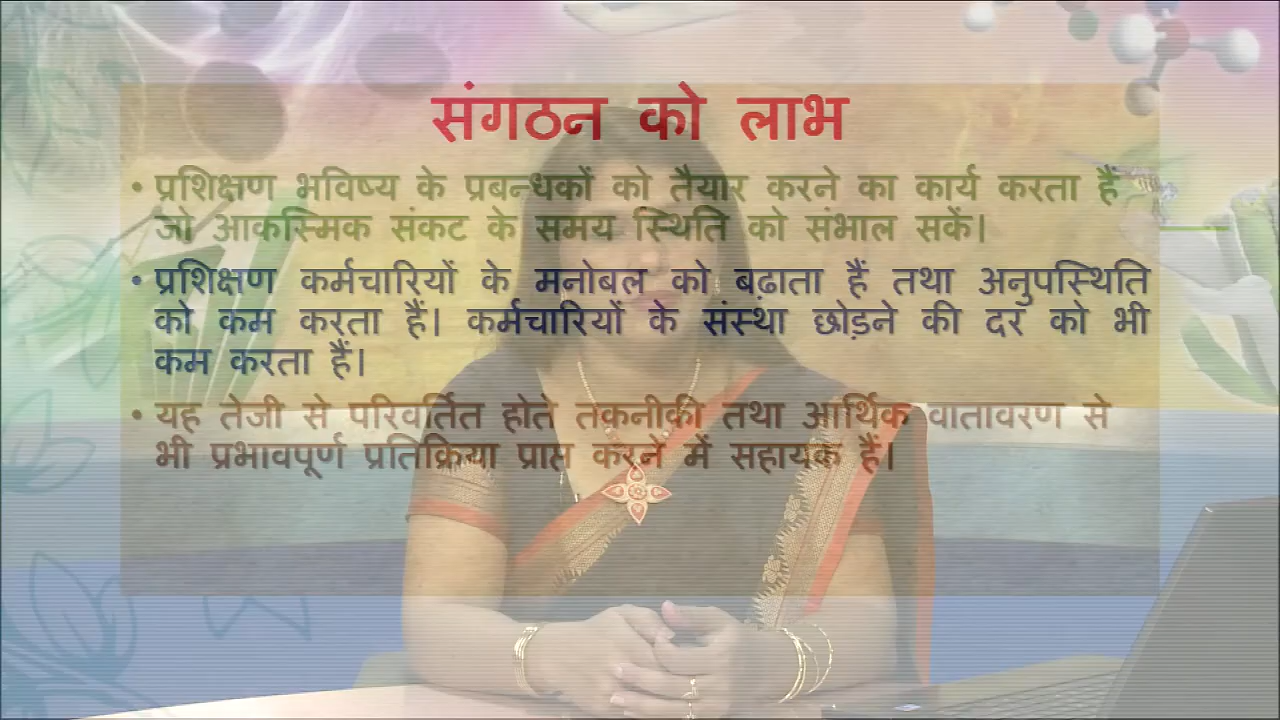 संगठन को लाभ
• प्रशिक्षण भविष्य के प्रबन्धकों को तैयार करने का कार्य करता हैं
जो आकस्मिक संकट के समय स्थिति को संभाल सकें।
• प्रशिक्षण कर्मचारियों के मनोबल को बढ़ाता हैं तथा अनुपस्थिति
को कम करता हैं। कर्मचारियों के संस्था छोड़ने की दर को भी
कम करता हैं।
• यह तेजी से परिवर्तित होते तकनीकी तथा आर्थिक वातावरण से
भी प्रभावपूर्ण प्रतिक्रिया प्राप्त करने में सहायक हैं।